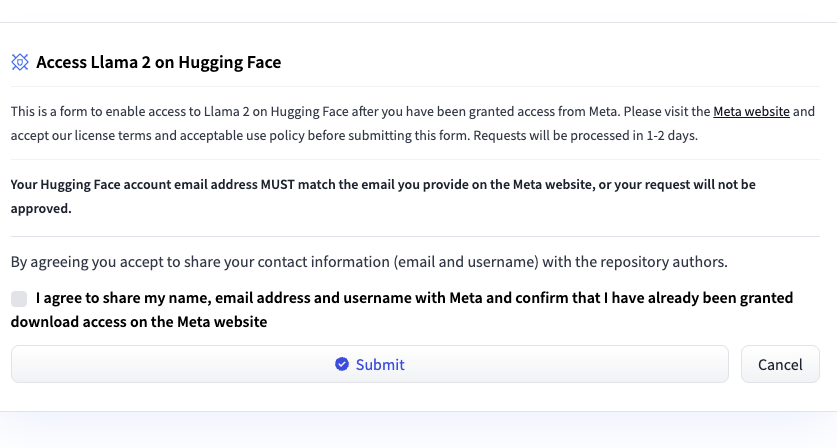 Access Llama 2 on Hugging Face
This is a form to enable access to Llama 2 on Hugging Face after you have been granted access from Meta. Please visit the Meta website and
accept our license terms and acceptable use policy before submitting this form. Requests will be processed in 1-2 days.
Your Hugging Face account email address MUST match the email you provide on the Meta website, or your request will not be
approved.
By agreeing you accept to share your contact information (email and username) with the repository authors.
I agree to share my name, email address and username with Meta and confirm that I have already been granted
download access on the Meta website
Submit Cancel